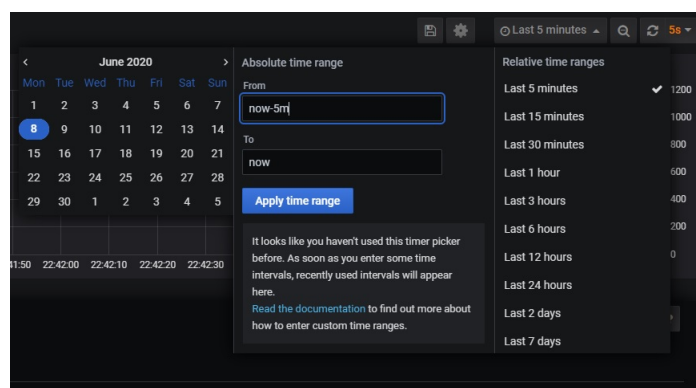 Last 5 minutes
5s
June 2020
Mon Tue Wed Thu Fri Sat Sun
1 2 3 4 5 6 7
8 9 10 11 12 13 14
15 16 17 18 19 20 21
22 23 24 25 26 27 28
29 30 1 2 3 4 5
Absolute time range
From
now-5m
To
now
Apply time range
It looks like you haven't used this timer picker
before. As soon as you enter some time
intervals, recently used intervals will appear
here.
Read the documentation to find out more about
how to enter custom time ranges.
Relative time ranges
Last 5 minutes
Last 15 minutes
Last 30 minutes
Last 1 hour
Last 3 hours
Last 6 hours
Last 12 hours
Last 24 hours
Last 2 days
Last 7 days
1200
1000
800
600
400
200
0
41:50 22:42:00 22:42:10 22:42:20 22:42:30